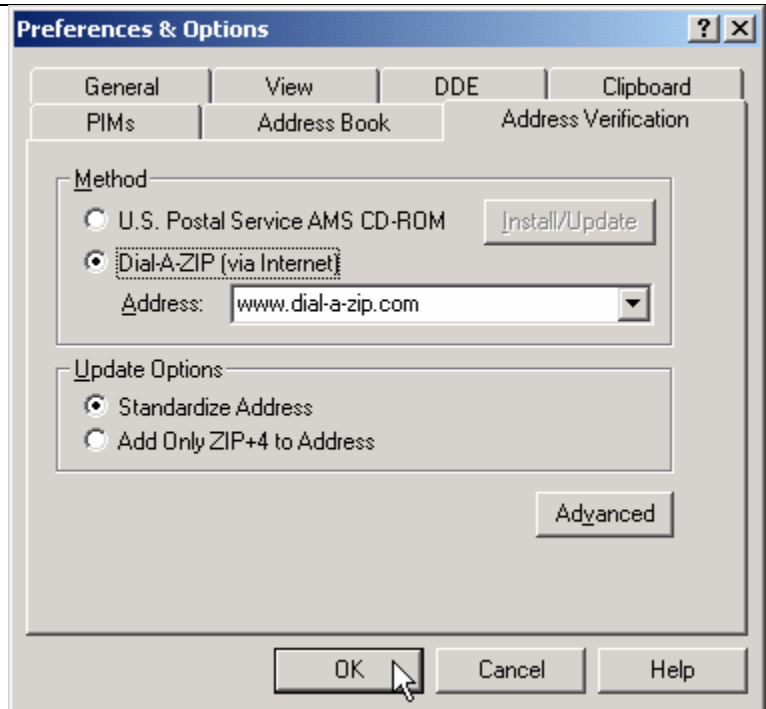 Preferences & Options
General View DDE Clipboard
PIMs Address Book Address Verification
Method
U.S. Postal Service AMS CD-ROM Install/Update
Dial-A-ZIP (via Internet)
Address: www.dial-a-zip.com
Update Options
Standardize Address
Add Only ZIP+4 to Address
Advanced
OK Cancel Help